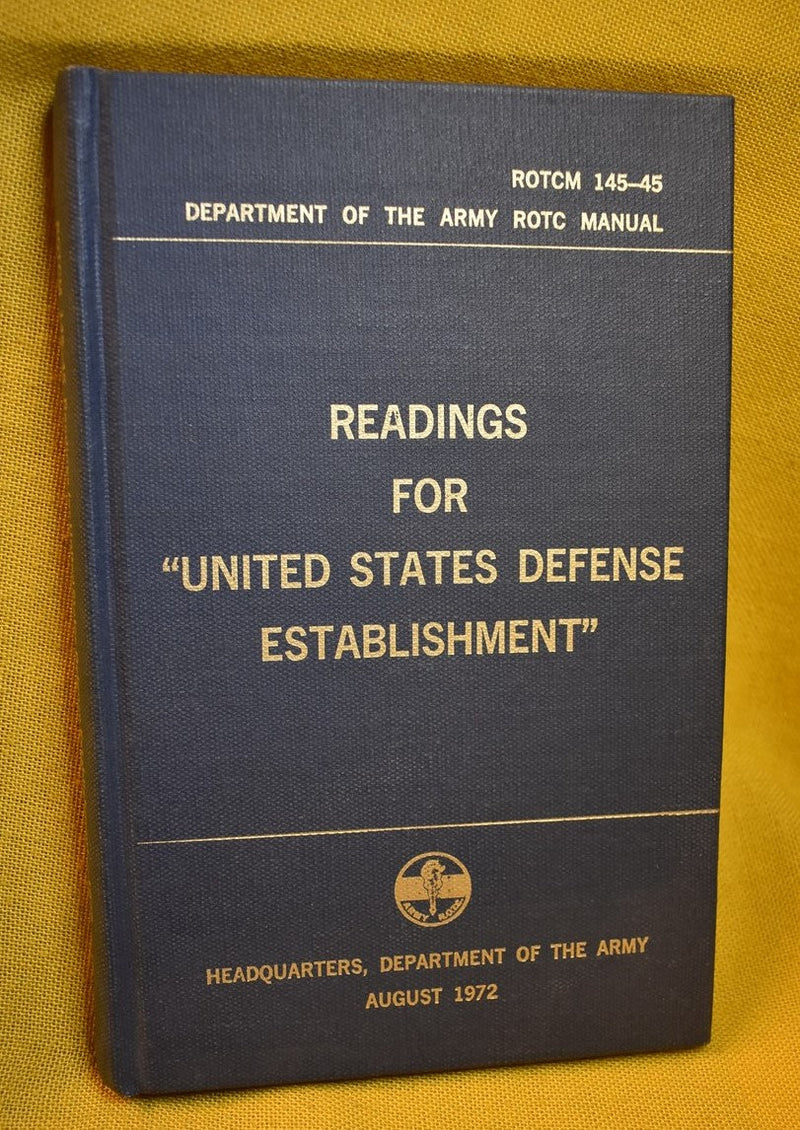 ROTCM 145–45
DEPARTMENT OF THE ARMY ROTC MANUAL
READINGS
FOR
“UNITED STATES DEFENSE
ESTABLISHMENT”
ARMY R.O.T.C.
HEADQUARTERS, DEPARTMENT OF THE ARMY
AUGUST 1972